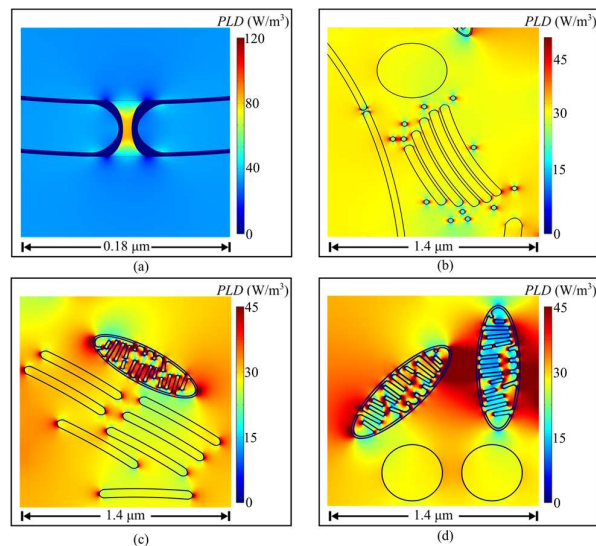 PLD (W/m³)
120
80
40
0
0.18 μm
(a)
PLD (W/m³)
45
30
15
0
1.4 μm
(b)
PLD (W/m³)
45
30
15
0
1.4 μm
(c)
PLD (W/m³)
45
30
15
0
1.4 μm
(d)